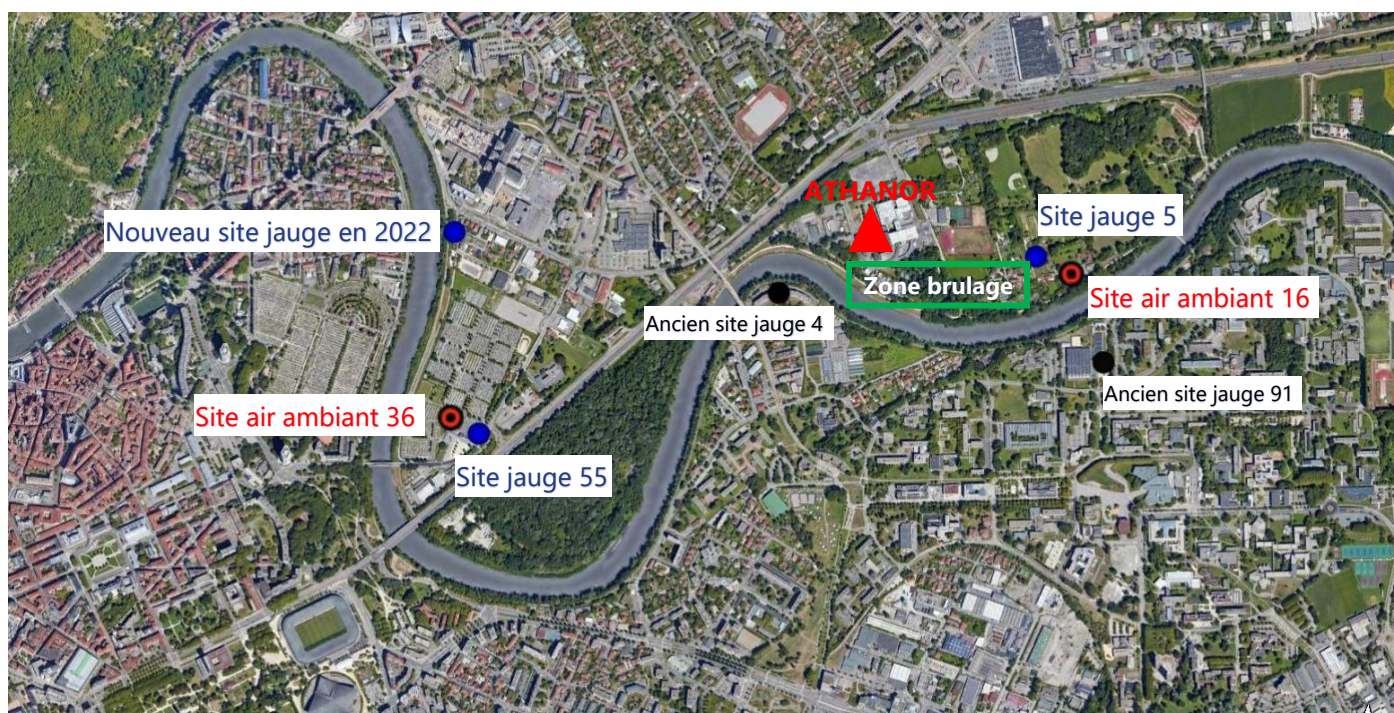 ATHANOR
Nouveau site jauge en 2022
Site jauge 5
Zone brulage
Site air ambiant 16
Ancien site jauge 4
Ancien site jauge 91
Site air ambiant 36
Site jauge 55